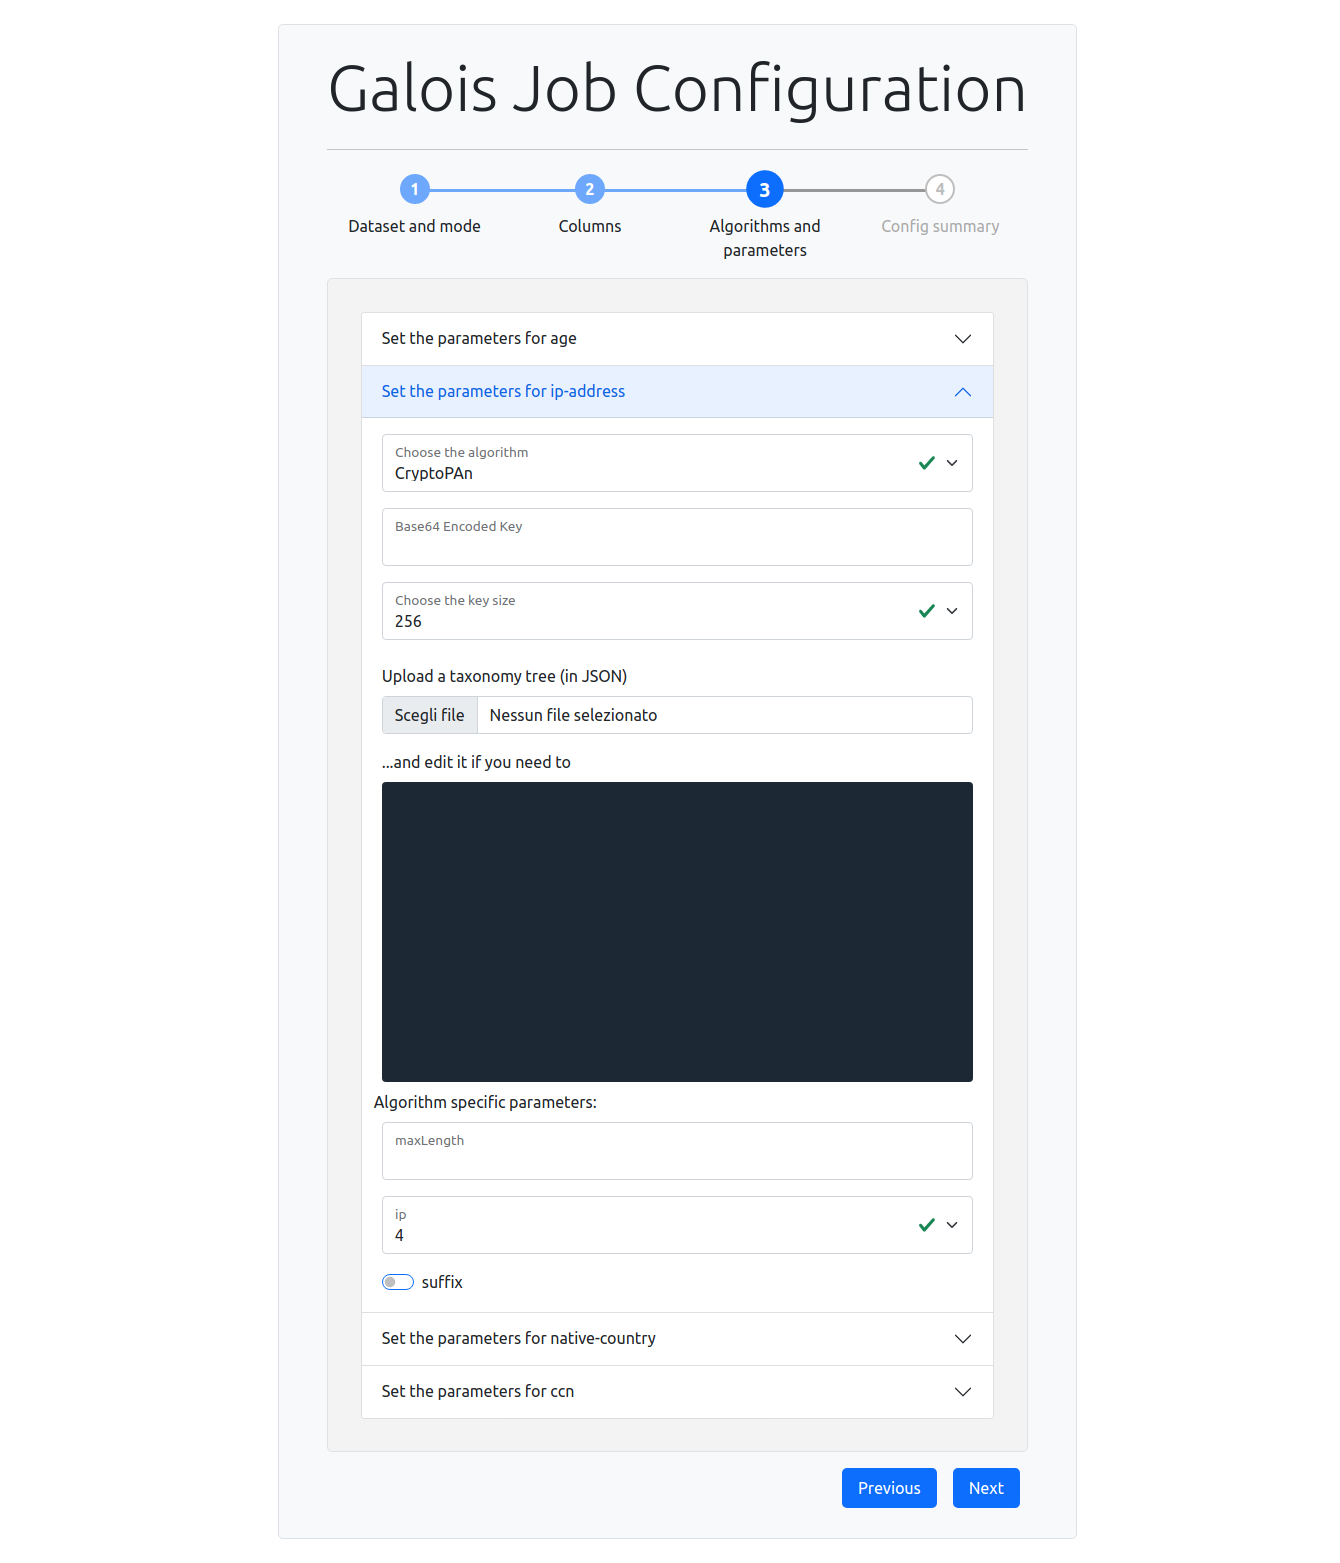 Galois Job Configuration
1
2
3
4
Dataset and mode
Columns
Algorithms and
parameters
Config summary
Set the parameters for age
Set the parameters for ip-address
Choose the algorithm
CryptoPAn
Base64 Encoded Key
Choose the key size
256
Upload a taxonomy tree (in JSON)
Scegli file
Nessun file selezionato
...and edit it if you need to
Algorithm specific parameters:
maxLength
ip
4
suffix
Set the parameters for native-country
Set the parameters for ccn
Previous
Next